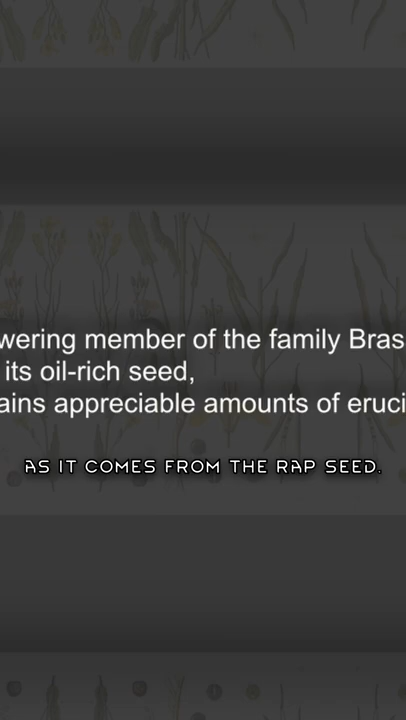 wering member of the family Bras
its oil-rich seed,
ains appreciable amounts of eruci
AS IT COMES FROM THE RAP SEED.